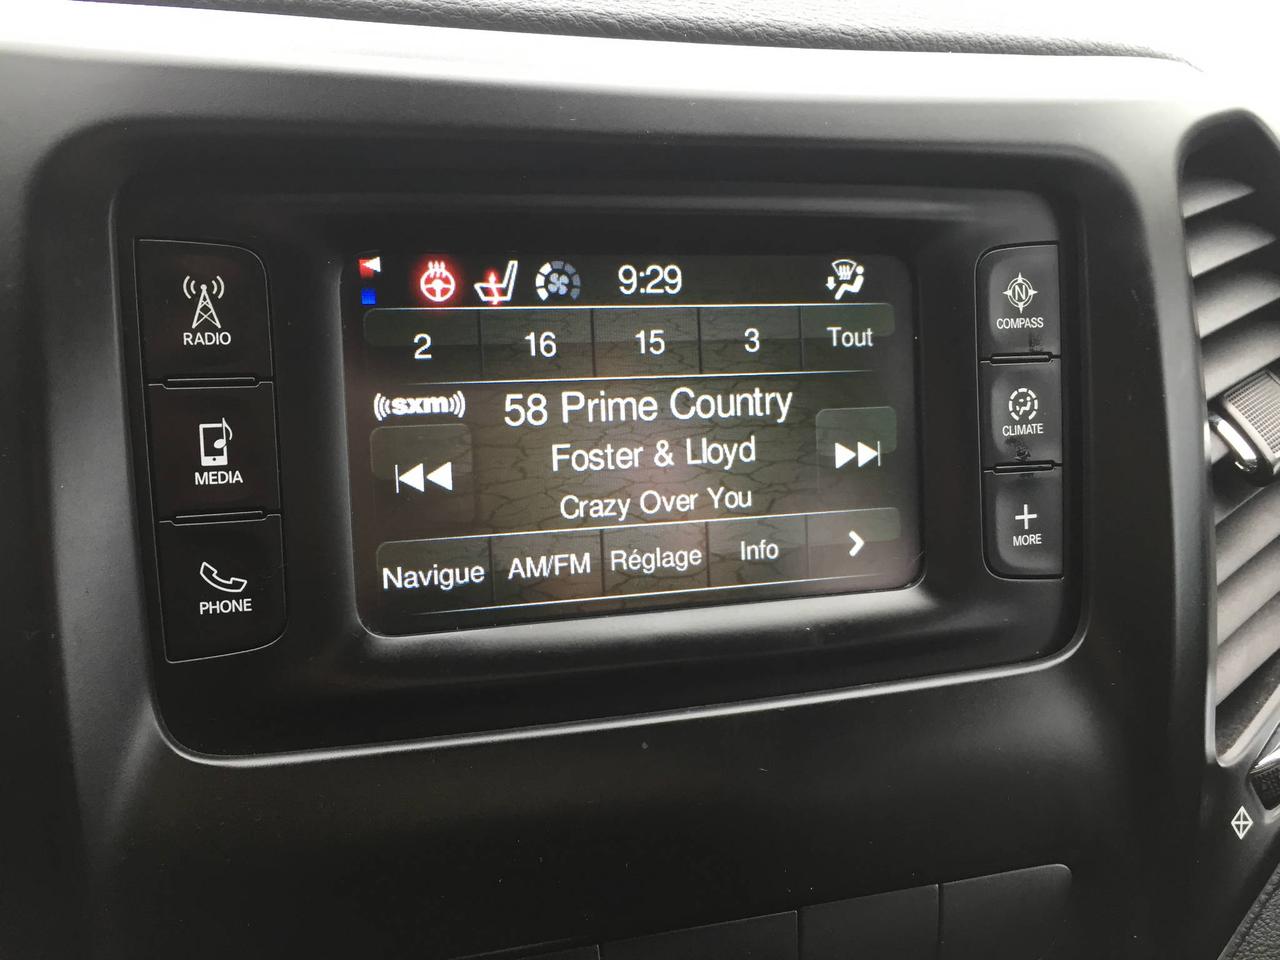 9:29
2 16 15 3 Tout
((sxm)) 58 Prime Country
Foster & Lloyd
Crazy Over You
Navigue AM/FM Réglage Info
RADIO
MEDIA
PHONE
N
COMPASS
CLIMATE
MORE